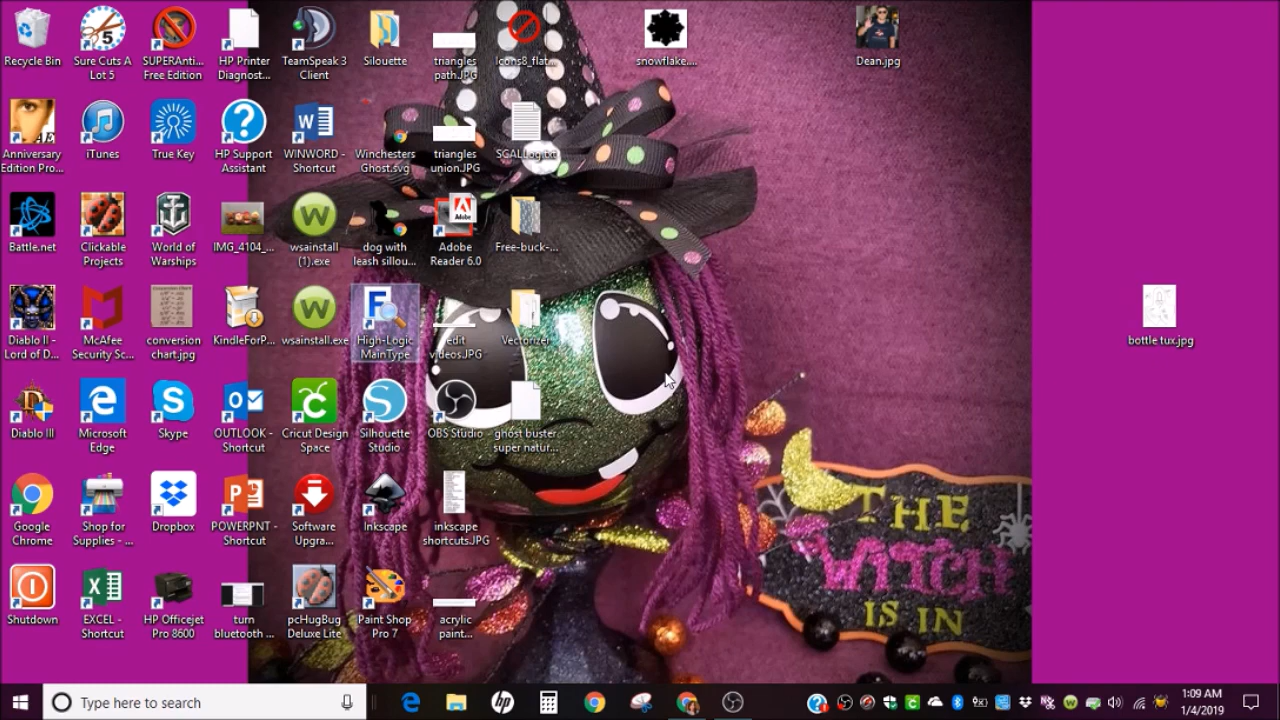 Recycle Bin
Sure Cuts A
Lot 5
SUPERAnti...
Free Edition
HP Printer
Diagnost...
TeamSpeak 3
Client
Silouette
triangles
path.JPG
Icons8_flat...
snowflake....
Dean.jpg
Anniversary
Edition Pro...
iTunes
True Key
HP Support
Assistant
WINWORD -
Shortcut
Winchesters
Ghost.svg
triangles
union.JPG
SGALLog.txt
Battle.net
Clickable
Projects
World of
Warships
IMG_4104_...
wsainstall
(1).exe
dog with
leash sillou...
Adobe
Adobe
Reader 6.0
Free-buck-...
Diablo II -
Lord of D...
McAfee
Security Sc...
conversion
chart.jpg
KindleForP...
wsainstall.exe
High-Logic
MainType
edit
videos.JPG
Vectorizer
bottle tux.jpg
Diablo III
Microsoft
Edge
Skype
OUTLOOK -
Shortcut
Cricut Design
Space
Silhouette
Studio
OBS Studio
ghost buster
super natur...
Google
Chrome
Shop for
Supplies - ...
Dropbox
POWERPNT -
Shortcut
Software
Upgra...
Inkscape
inkscape
shortcuts.JPG
THE
WITCH
IS IN
Shutdown
EXCEL -
Shortcut
HP Officejet
Pro 8600
turn
bluetooth ...
pcHugBug
Deluxe Lite
Paint Shop
Pro 7
acrylic
paint...
Type here to search
1:09 AM
1/4/2019